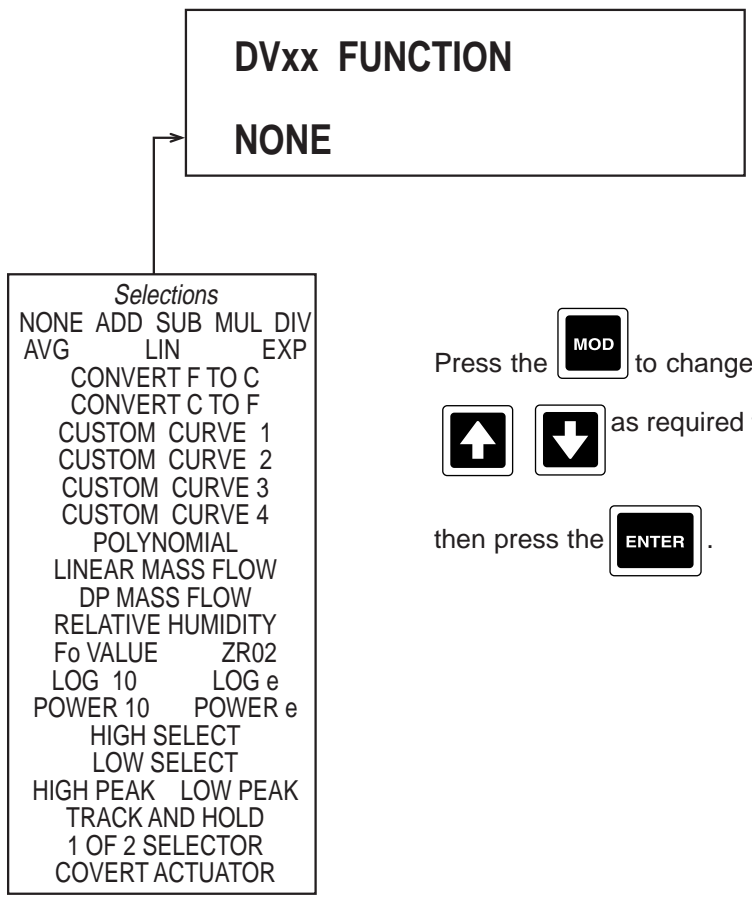 DVxx FUNCTION
NONE
Selections
NONE ADD SUB MUL DIV
AVG LIN EXP
CONVERT F TO C
CONVERT C TO F
CUSTOM CURVE 1
CUSTOM CURVE 2
CUSTOM CURVE 3
CUSTOM CURVE 4
POLYNOMIAL
LINEAR MASS FLOW
DP MASS FLOW
RELATIVE HUMIDITY
Fo VALUE ZR02
LOG 10 LOG e
POWER 10 POWER e
HIGH SELECT
LOW SELECT
HIGH PEAK LOW PEAK
TRACK AND HOLD
1 OF 2 SELECTOR
COVERT ACTUATOR
Press the MOD to change
as required
then press the ENTER .